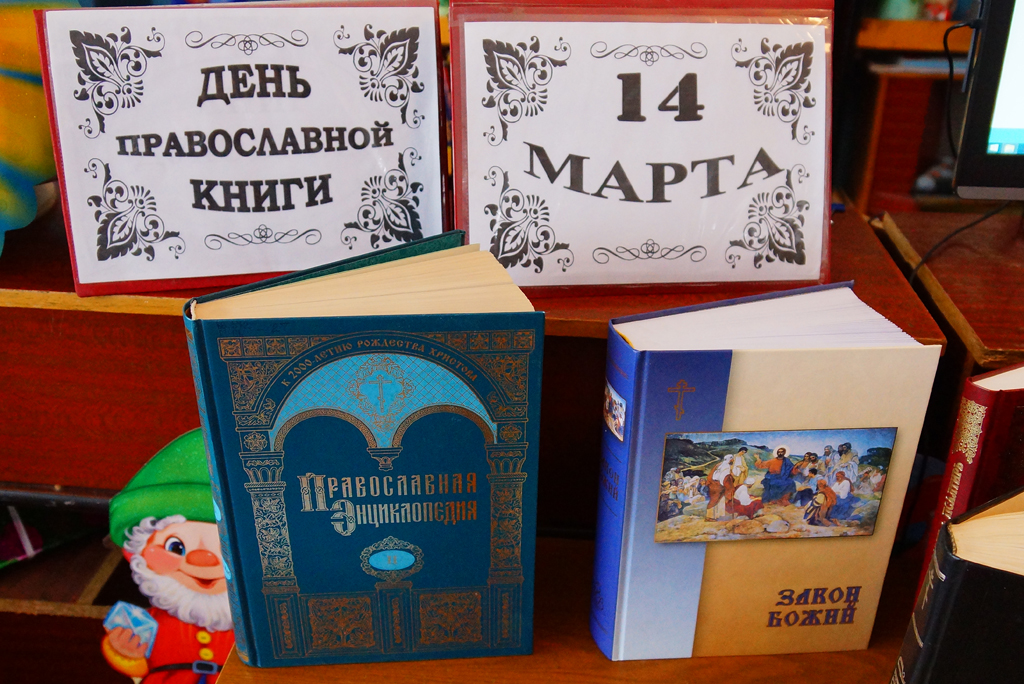 ДЕНЬ
ПРАВОСЛАВНОЙ
КНИГИ
14
МАРТА
К 2000-ЛЕТИЮ РОЖДЕСТВА ХРИСТОВА
ПРАВОСЛАВНАЯ
ЭНЦИКЛОПЕДИЯ
ЗАКОН
БОЖИЙ